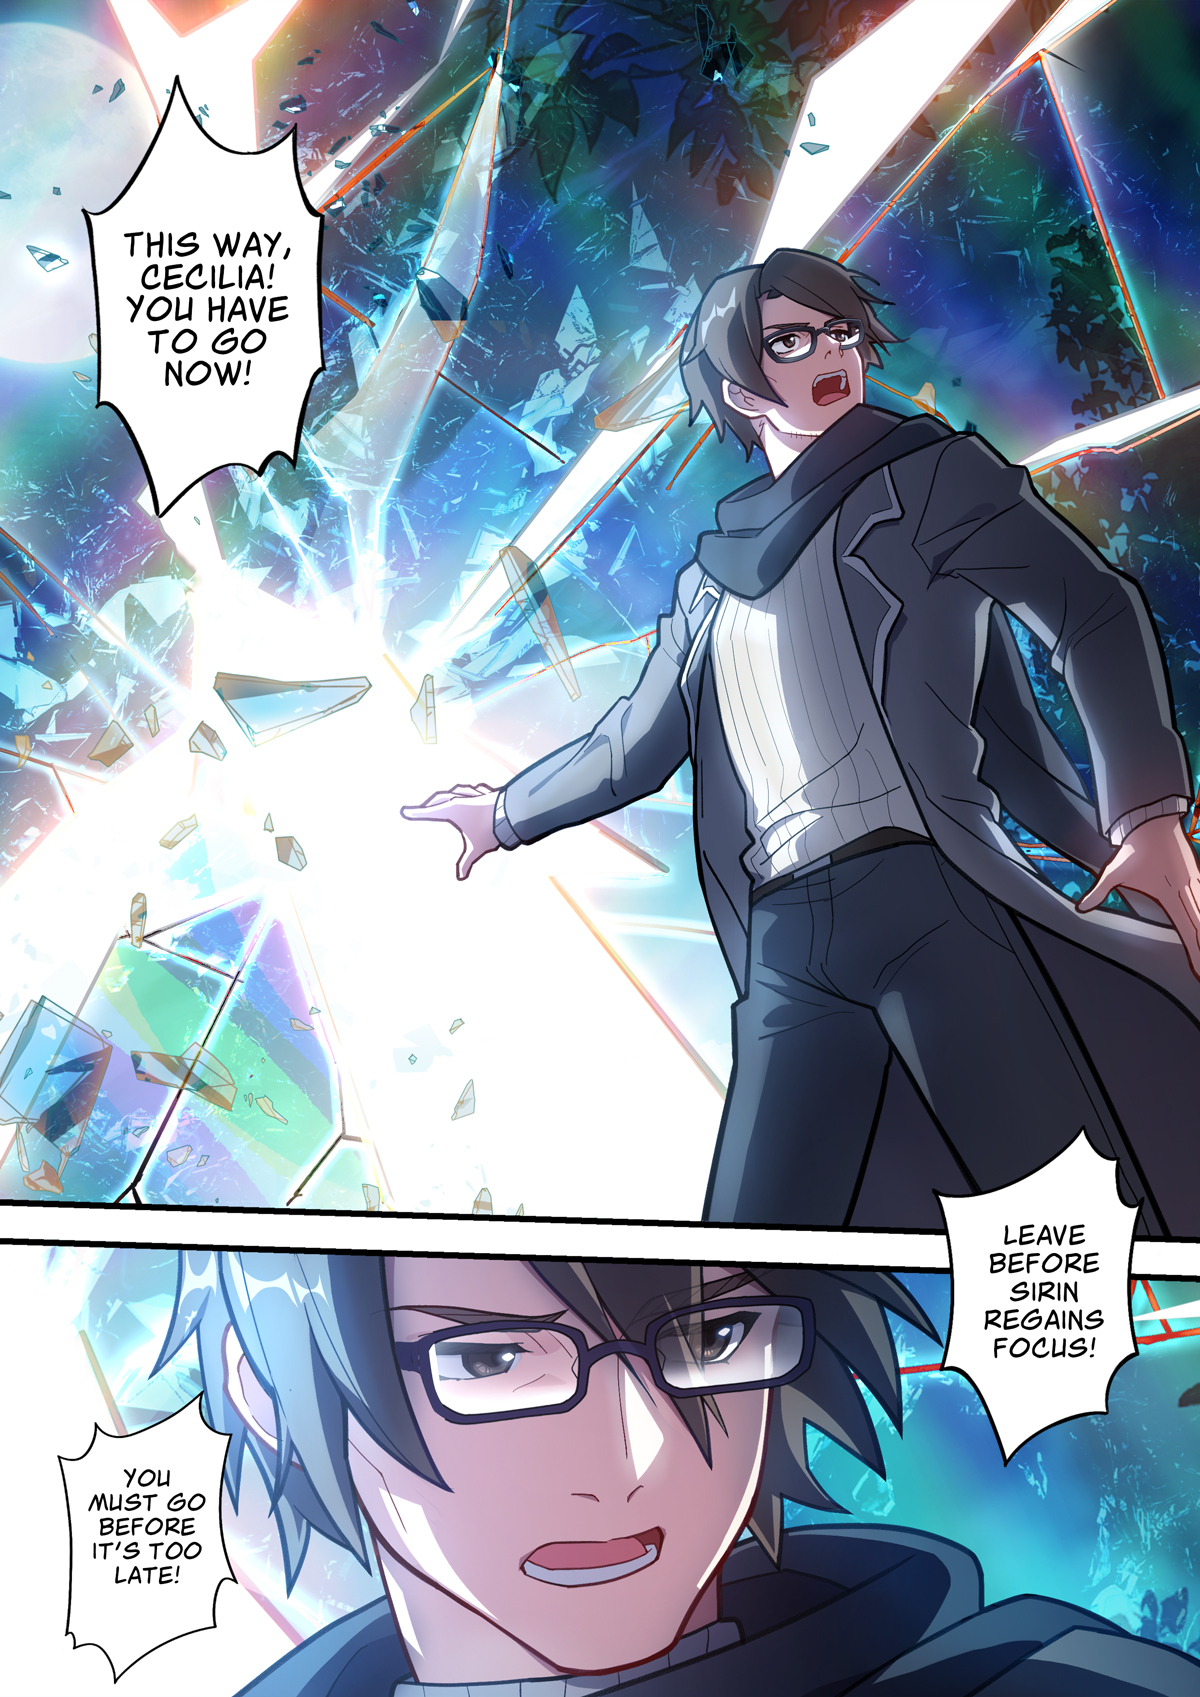 THIS WAY,
CECILIA!
YOU HAVE
TO GO
NOW!
LEAVE
BEFORE
SIRIN
REGAINS
FOCUS!
YOU
MUST GO
BEFORE
IT'S TOO
LATE!